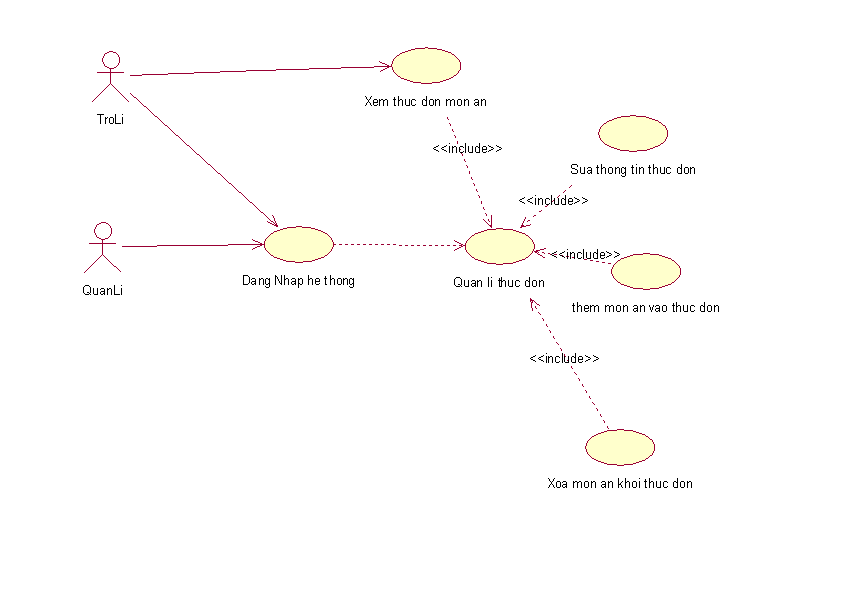 TroLi
Xem thuc don mon an
<<include>>
Sua thong tin thuc don
<<include>>
QuanLi
Dang Nhap he thong
Quan li thuc don
<<include>>
them mon an vao thuc don
<<include>>
Xoa mon an khoi thuc don